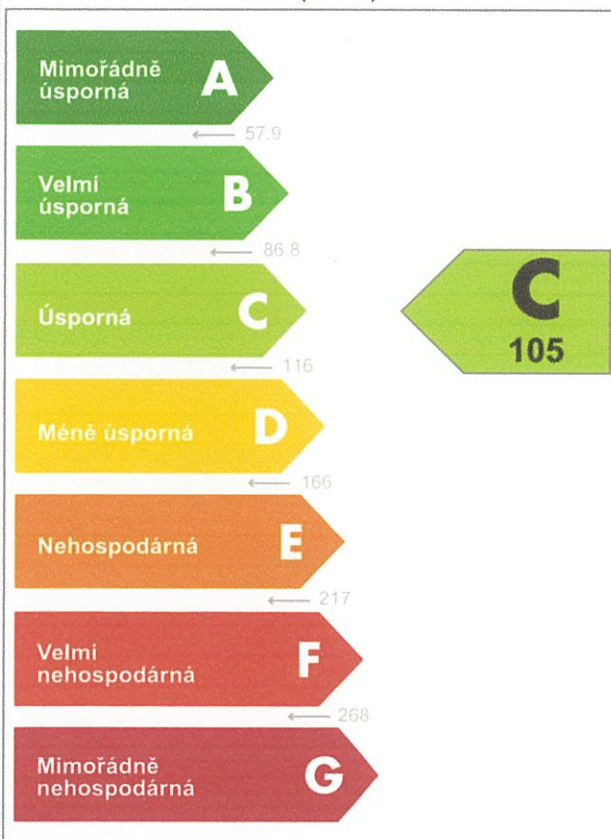 Mimořádně
úsporná
A
← 57.9
Velmi
úsporná
B
← 86.8
Úsporná
C
← 116
C
105
Méně úsporná
D
← 166
Nehospodárná
E
← 217
Velmi
nehospodárná
F
← 268
Mimořádně
nehospodárná
G